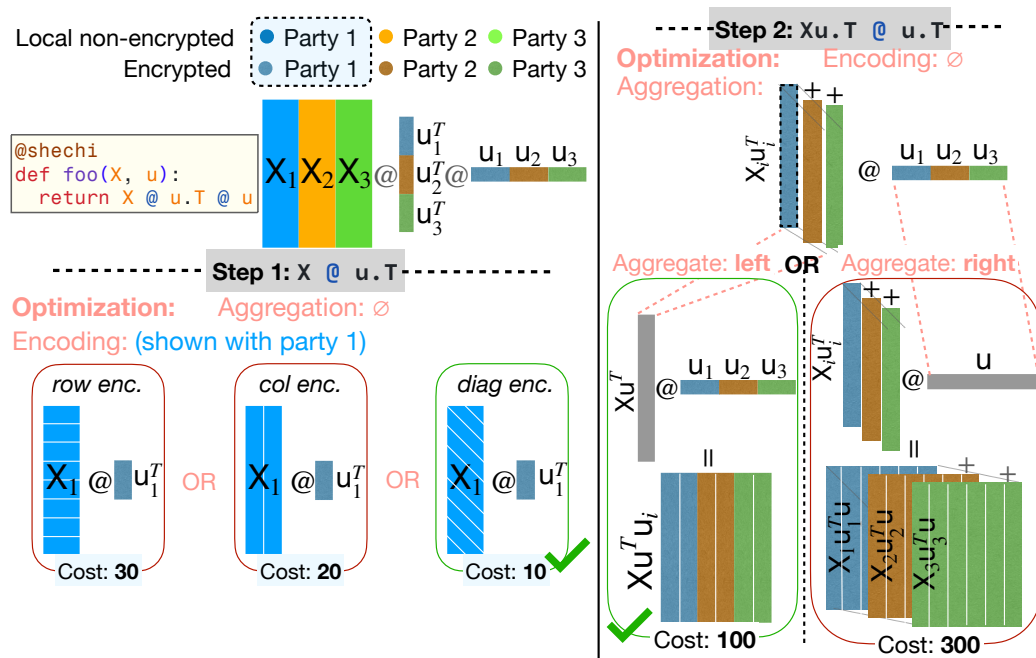 Local non-encrypted Party 1 Party 2 Party 3
Encrypted Party 1 Party 2 Party 3
@shechi
def foo(X, u):
return X @ u.T @ u
X₁ X₂ X₃ @ u₁ᵀ u₂ᵀ u₃ᵀ @ u₁ u₂ u₃
Step 1: X @ u.T
Optimization: Aggregation: ∅
Encoding: (shown with party 1)
row enc.
X₁ @ u₁ᵀ
Cost: 30
OR
col enc.
X₁ @ u₁ᵀ
Cost: 20
OR
diag enc.
X₁ @ u₁ᵀ
Cost: 10
Step 2: Xu.T @ u.T
Optimization: Encoding: ∅
Aggregation:
Xᵢuᵢᵀ + + @ u₁ u₂ u₃
Aggregate: left
OR
Aggregate: right
Xuᵀ @ u₁ u₂ u₃
=
Xuᵀuᵢ
Cost: 100
Xᵢuᵢᵀ + + @ u
=
X₁u₁ᵀu + X₂u₂ᵀu + X₃u₃ᵀu
Cost: 300